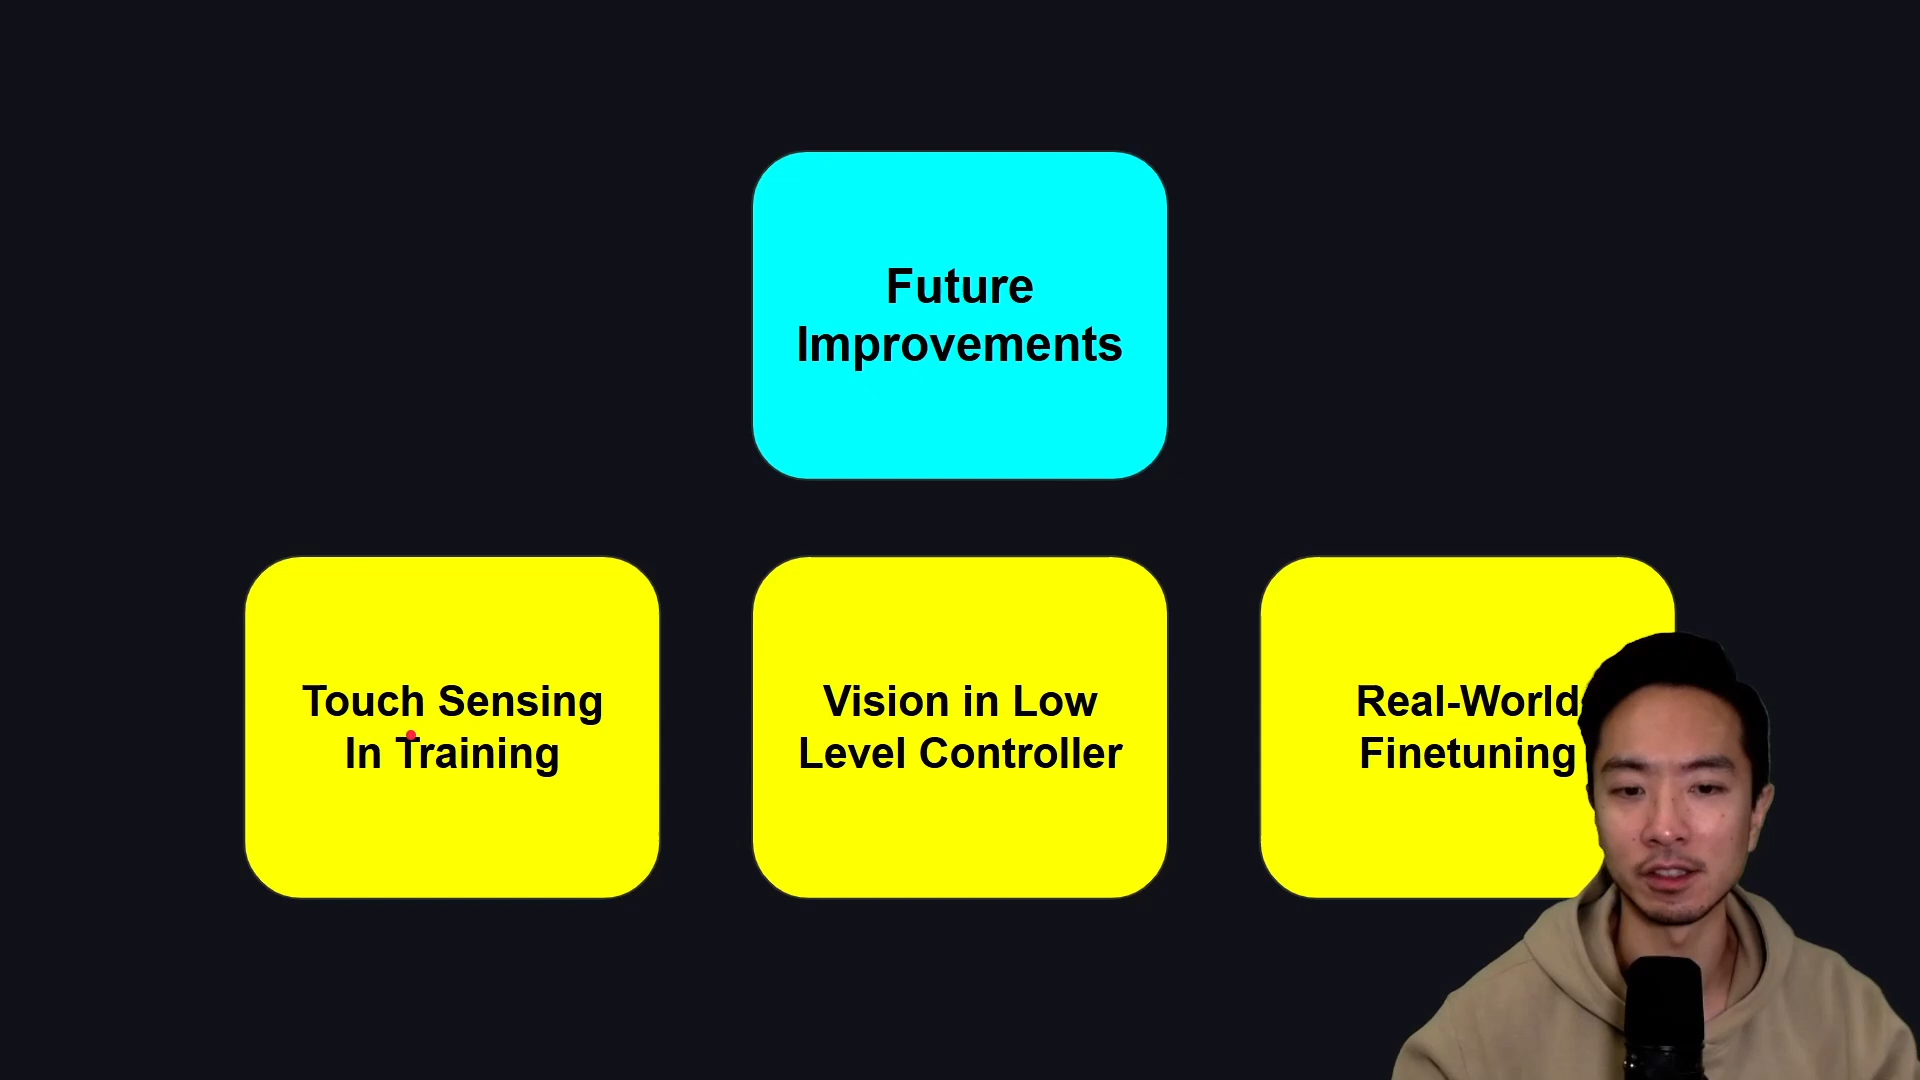 Future
Improvements
Touch Sensing
In Training
Vision in Low
Level Controller
Real-World
Finetuning